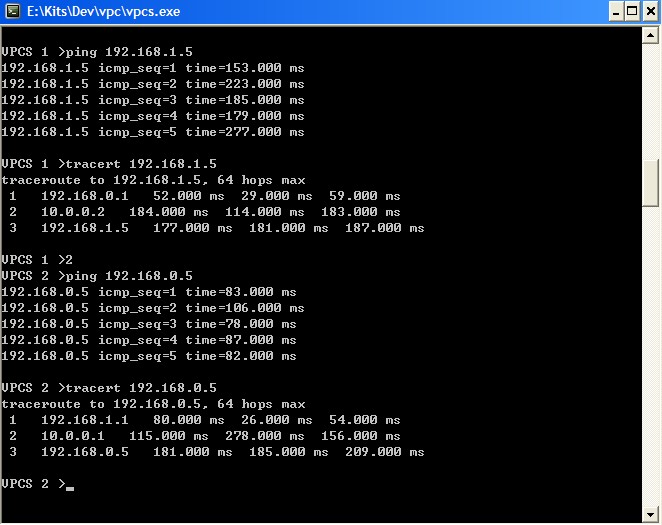 E:\Kits\Dev\vpc\vpcs.exe
VPCS 1 >ping 192.168.1.5
192.168.1.5 icmp_seq=1 time=153.000 ms
192.168.1.5 icmp_seq=2 time=223.000 ms
192.168.1.5 icmp_seq=3 time=185.000 ms
192.168.1.5 icmp_seq=4 time=179.000 ms
192.168.1.5 icmp_seq=5 time=277.000 ms
VPCS 1 >tracert 192.168.1.5
traceroute to 192.168.1.5, 64 hops max
1 192.168.0.1 52.000 ms 29.000 ms 59.000 ms
2 10.0.0.2 184.000 ms 114.000 ms 183.000 ms
3 192.168.1.5 177.000 ms 181.000 ms 187.000 ms
VPCS 1 >2
VPCS 2 >ping 192.168.0.5
192.168.0.5 icmp_seq=1 time=83.000 ms
192.168.0.5 icmp_seq=2 time=106.000 ms
192.168.0.5 icmp_seq=3 time=78.000 ms
192.168.0.5 icmp_seq=4 time=87.000 ms
192.168.0.5 icmp_seq=5 time=82.000 ms
VPCS 2 >tracert 192.168.0.5
traceroute to 192.168.0.5, 64 hops max
1 192.168.1.1 80.000 ms 26.000 ms 54.000 ms
2 10.0.0.1 115.000 ms 278.000 ms 156.000 ms
3 192.168.0.5 181.000 ms 185.000 ms 209.000 ms
VPCS 2 >_